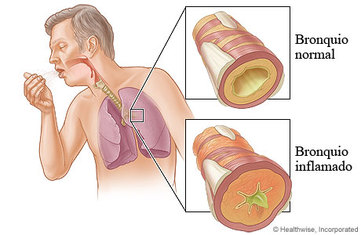 Bronquio
normal
Bronquio
inflamado
© Healthwise, Incorporated